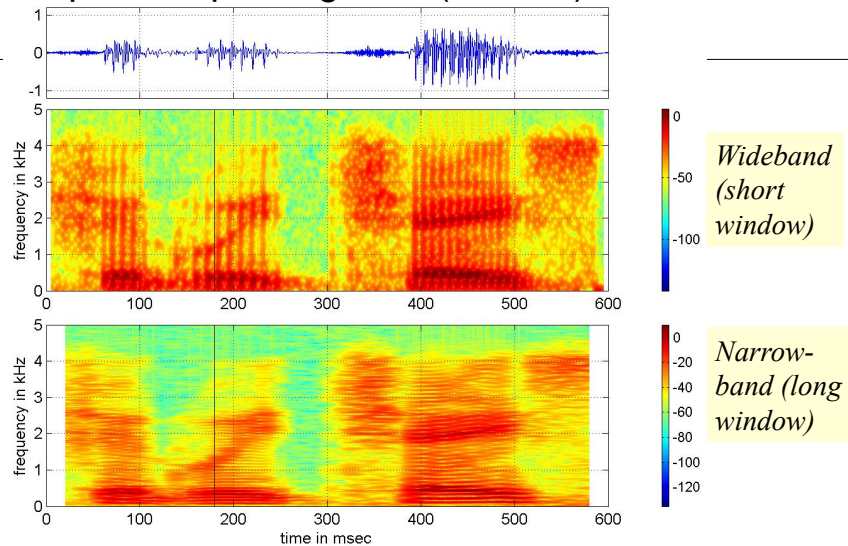 1
0
-1
5
4
3
2
1
0
frequency in kHz
0 100 200 300 400 500 600
0
-50
-100
Wideband
(short
window)
5
4
3
2
1
0
frequency in kHz
0 100 200 300 400 500 600
time in msec
0
-20
-40
-60
-80
-100
-120
Narrow-
band (long
window)